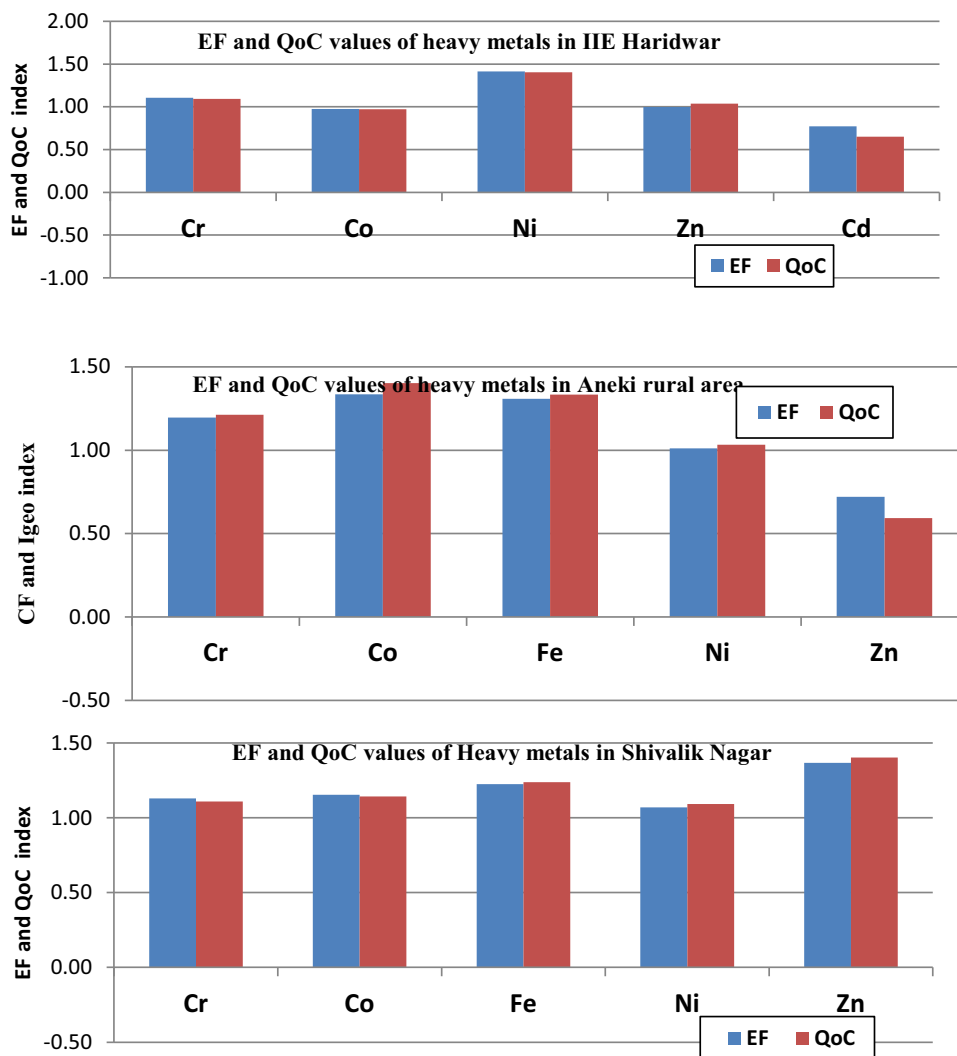 EF and QoC values of heavy metals in IIE Haridwar
EF and QoC index
2.00
1.50
1.00
0.50
0.00
-0.50
-1.00
Cr Co Ni Zn Cd
EF QoC
EF and QoC values of heavy metals in Aneki rural area
CF and Igeo index
1.50
1.00
0.50
0.00
-0.50
EF QoC
Cr Co Fe Ni Zn
EF and QoC values of Heavy metals in Shivalik Nagar
EF and QoC index
1.50
1.00
0.50
0.00
-0.50
Cr Co Fe Ni Zn
EF QoC